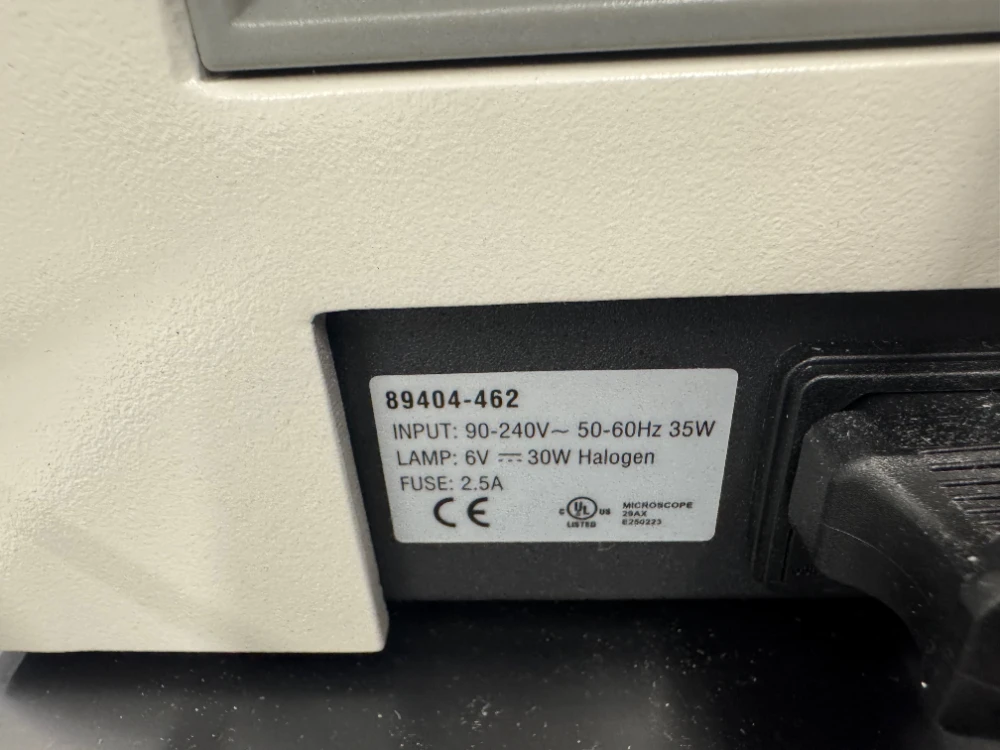 89404-462
INPUT: 90-240V~ 50-60Hz 35W
LAMP: 6V ⎓ 30W Halogen
FUSE: 2.5A
CE
C UL US
LISTED
MICROSCOPE
29AX
E250223